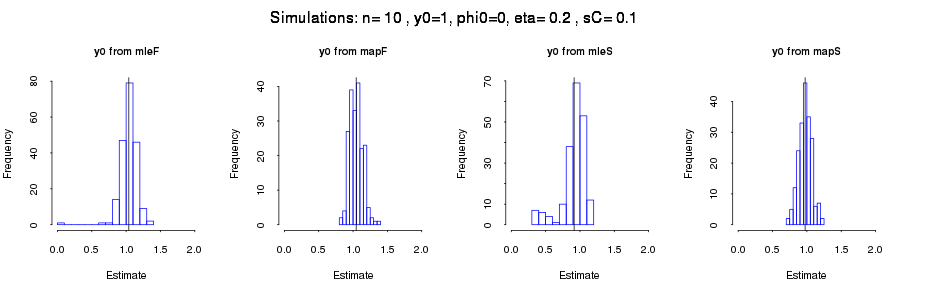 Simulations: n= 10 , y0=1, phi0=0, eta= 0.2 , sC= 0.1
y0 from mleF
Frequency
0 20 40 60 80
0.0 0.5 1.0 1.5 2.0
Estimate
y0 from mapF
Frequency
0 10 20 30 40
0.0 0.5 1.0 1.5 2.0
Estimate
y0 from mleS
Frequency
0 10 30 50 70
0.0 0.5 1.0 1.5 2.0
Estimate
y0 from mapS
Frequency
0 10 20 30 40
0.0 0.5 1.0 1.5 2.0
Estimate